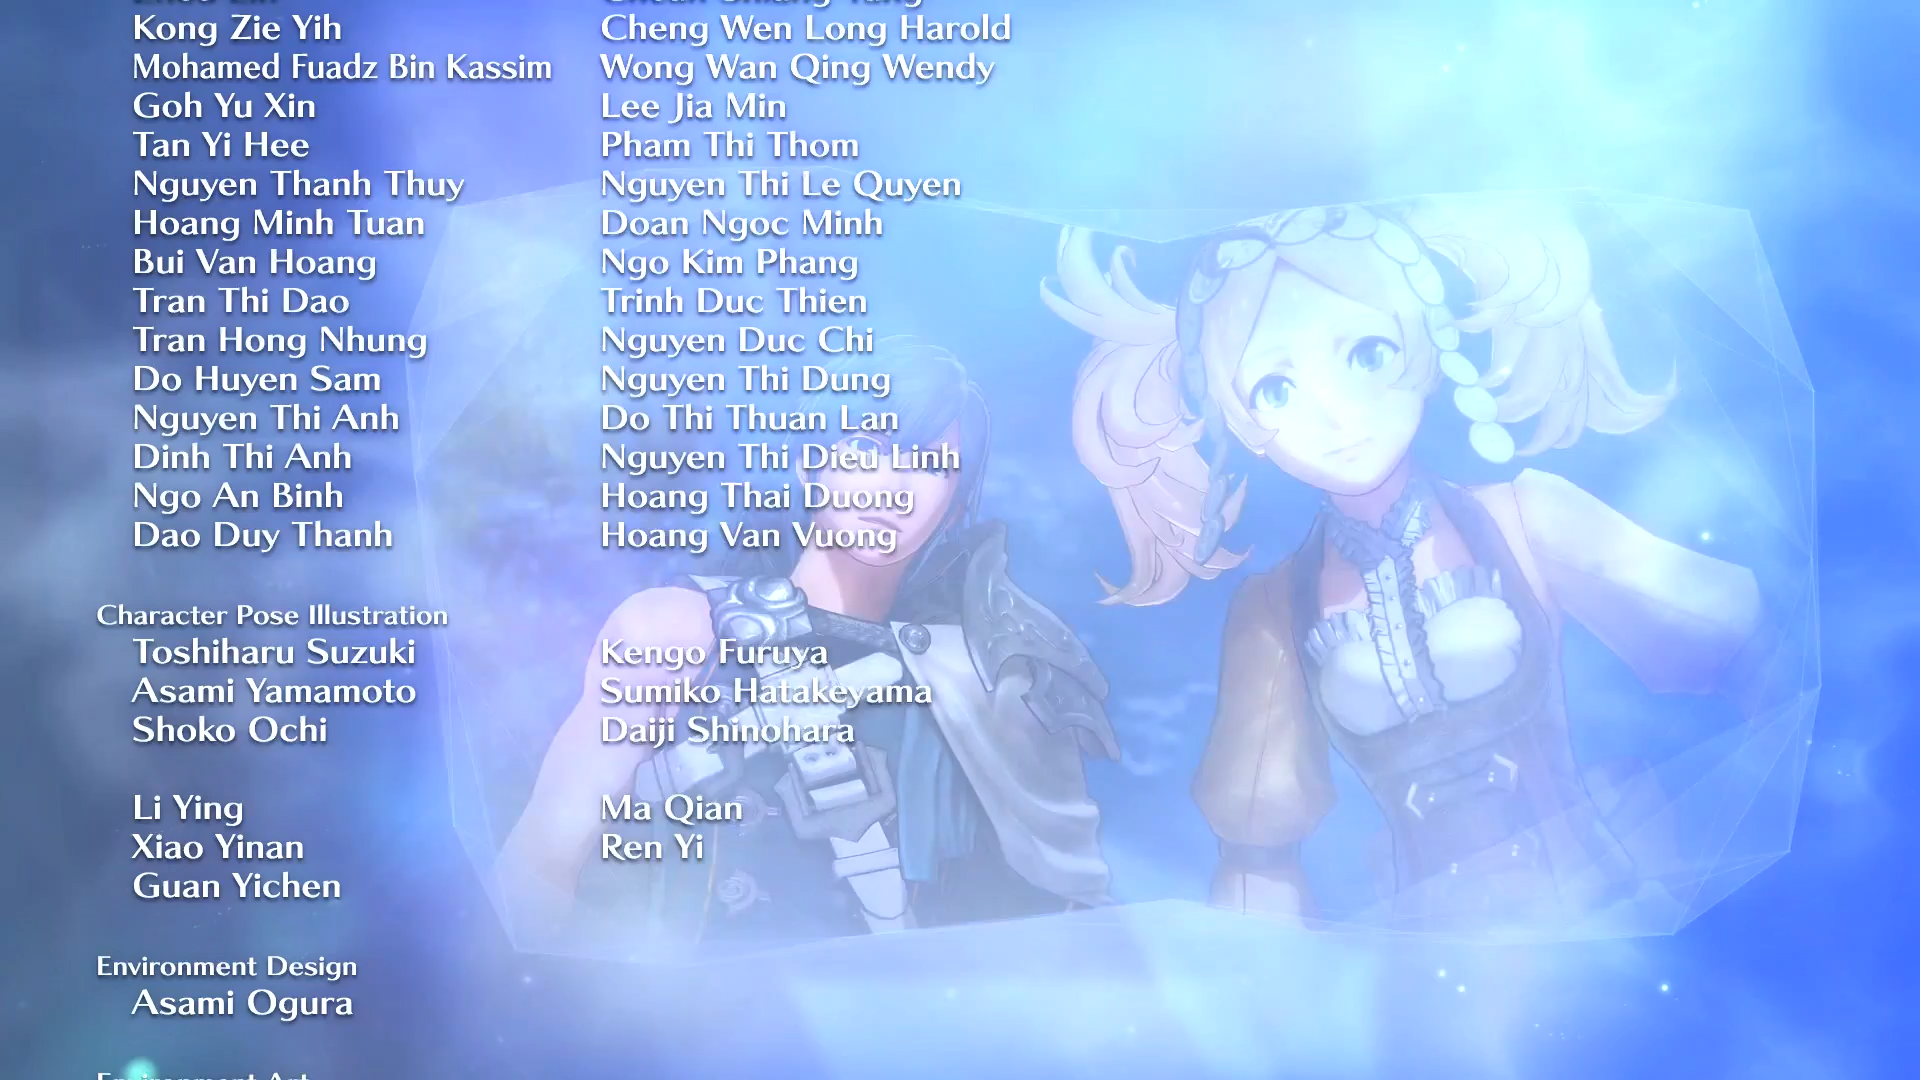 Kong Zie Yih
Cheng Wen Long Harold
Mohamed Fuadz Bin Kassim
Wong Wan Qing Wendy
Goh Yu Xin
Lee Jia Min
Tan Yi Hee
Pham Thi Thom
Nguyen Thanh Thuy
Nguyen Thi Le Quyen
Hoang Minh Tuan
Doan Ngoc Minh
Bui Van Hoang
Ngo Kim Phang
Tran Thi Dao
Trinh Duc Thien
Tran Hong Nhung
Nguyen Duc Chi
Do Huyen Sam
Nguyen Thi Dung
Nguyen Thi Anh
Do Thi Thuan Lan
Dinh Thi Anh
Nguyen Thi Dieu Linh
Ngo An Binh
Hoang Thai Duong
Dao Duy Thanh
Hoang Van Vuong
Character Pose Illustration
Toshiharu Suzuki
Kengo Furuya
Asami Yamamoto
Sumiko Hatakeyama
Shoko Ochi
Daiji Shinohara
Li Ying
Ma Qian
Xiao Yinan
Ren Yi
Guan Yichen
Environment Design
Asami Ogura
Environment Art